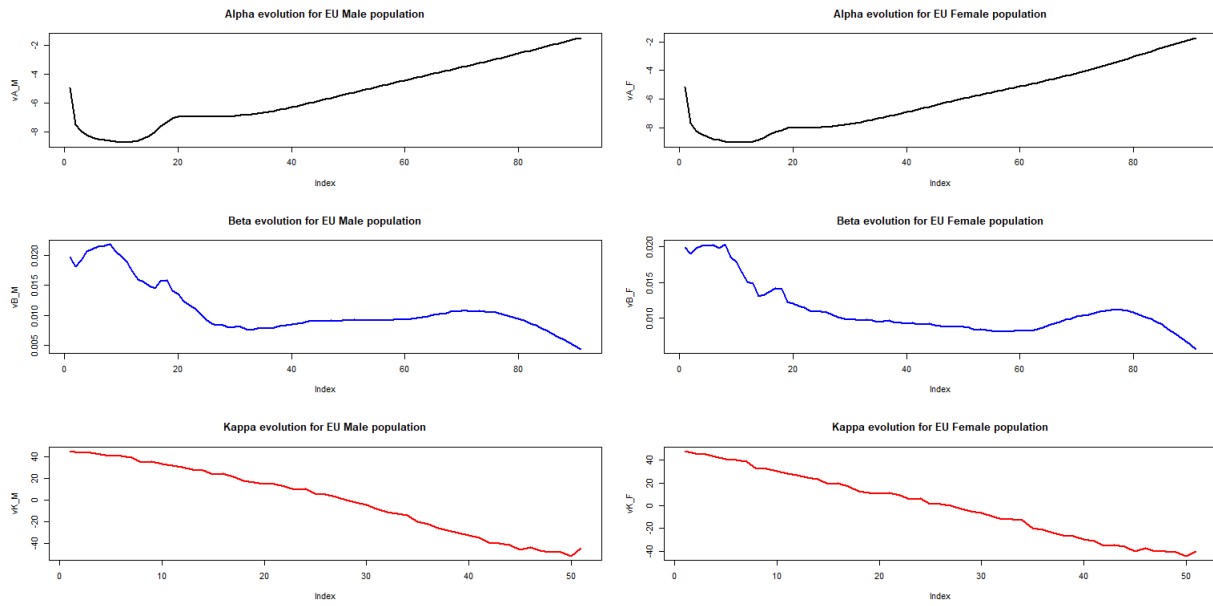 Alpha evolution for EU Male population
vA_M
-2
-4
-6
-8
0 20 40 60 80
Index
Alpha evolution for EU Female population
vA_F
-2
-4
-6
-8
0 20 40 60 80
Index
Beta evolution for EU Male population
vB_M
0.020
0.015
0.010
0.005
0 20 40 60 80
Index
Beta evolution for EU Female population
vB_F
0.020
0.015
0.010
0 20 40 60 80
Index
Kappa evolution for EU Male population
vK_M
40
20
0
-20
-40
0 10 20 30 40 50
Index
Kappa evolution for EU Female population
vK_F
40
20
0
-20
-40
0 10 20 30 40 50
Index